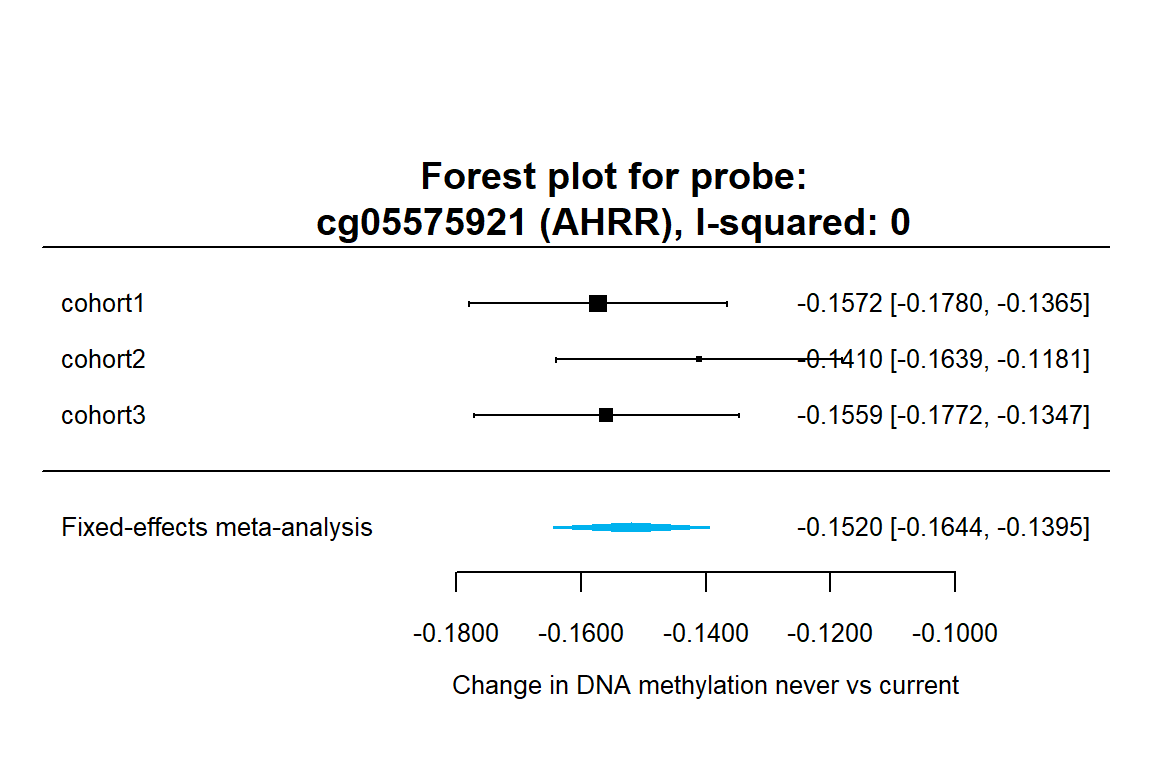 Forest plot for probe:
cg05575921 (AHRR), I-squared: 0
cohort1 -0.1572 [-0.1780, -0.1365]
cohort2 -0.1410 [-0.1639, -0.1181]
cohort3 -0.1559 [-0.1772, -0.1347]
Fixed-effects meta-analysis -0.1520 [-0.1644, -0.1395]
-0.1800 -0.1600 -0.1400 -0.1200 -0.1000
Change in DNA methylation never vs current